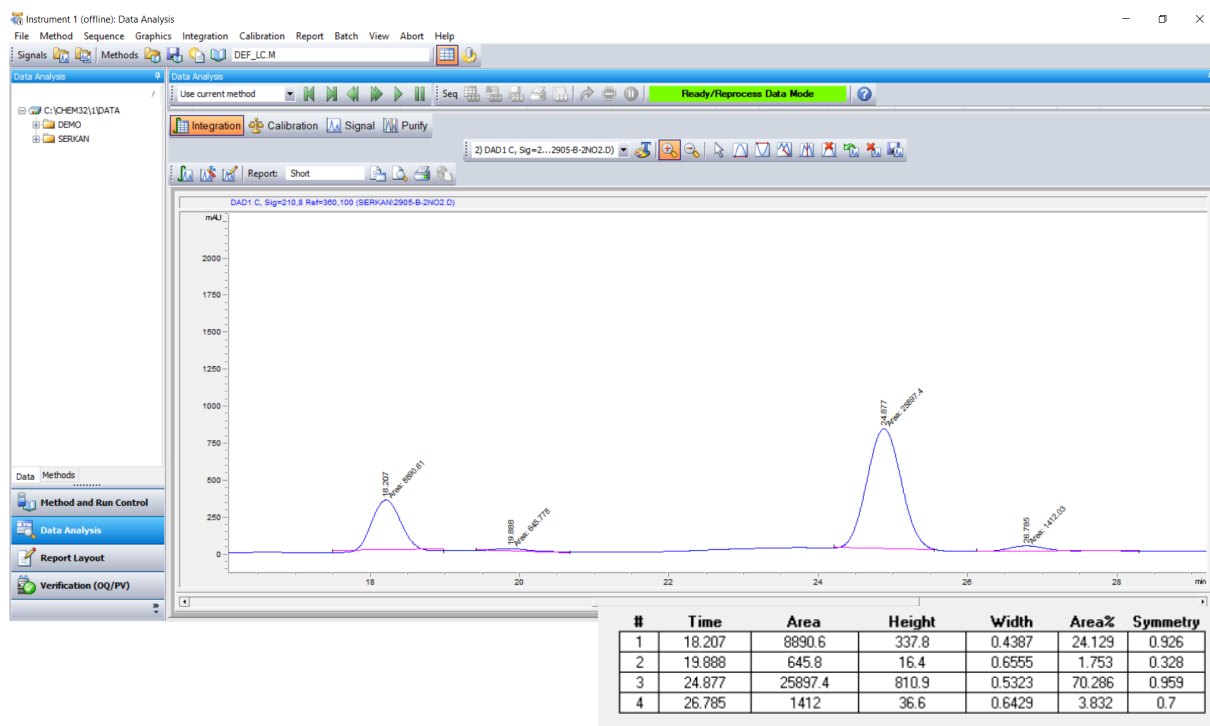 Instrument 1 (offline): Data Analysis
File Method Sequence Graphics Integration Calibration Report Batch View Abort Help
Signals Methods DEF_LC.M
Data Analysis
Data Analysis
Use current method Seq Ready/Reprocess Data Mode
C:\CHEM32\1\DATA
DEMO
SERKAN
Integration Calibration Signal Purify
2) DAD1 C, Sig=2...2905-B-2NO2.D)
Report: Short
DAD1 C, Sig=210,8 Ref=360,100 (SERKAN\2905-B-2NO2.D)
mAU
2000
1750
1500
1250
1000
750
500
250
0
18.207
Area: 8890.61
19.888
Area: 645.778
24.877
Area: 25897.4
26.785
Area: 1412.03
18 20 22 24 26 28 min
Data Methods
Method and Run Control
Data Analysis
Report Layout
Verification (OQ/PV)
# Time Area Height Width Area% Symmetry
1 18.207 8890.6 337.8 0.4387 24.129 0.926
2 19.888 645.8 16.4 0.6555 1.753 0.328
3 24.877 25897.4 810.9 0.5323 70.286 0.959
4 26.785 1412 36.6 0.6429 3.832 0.7